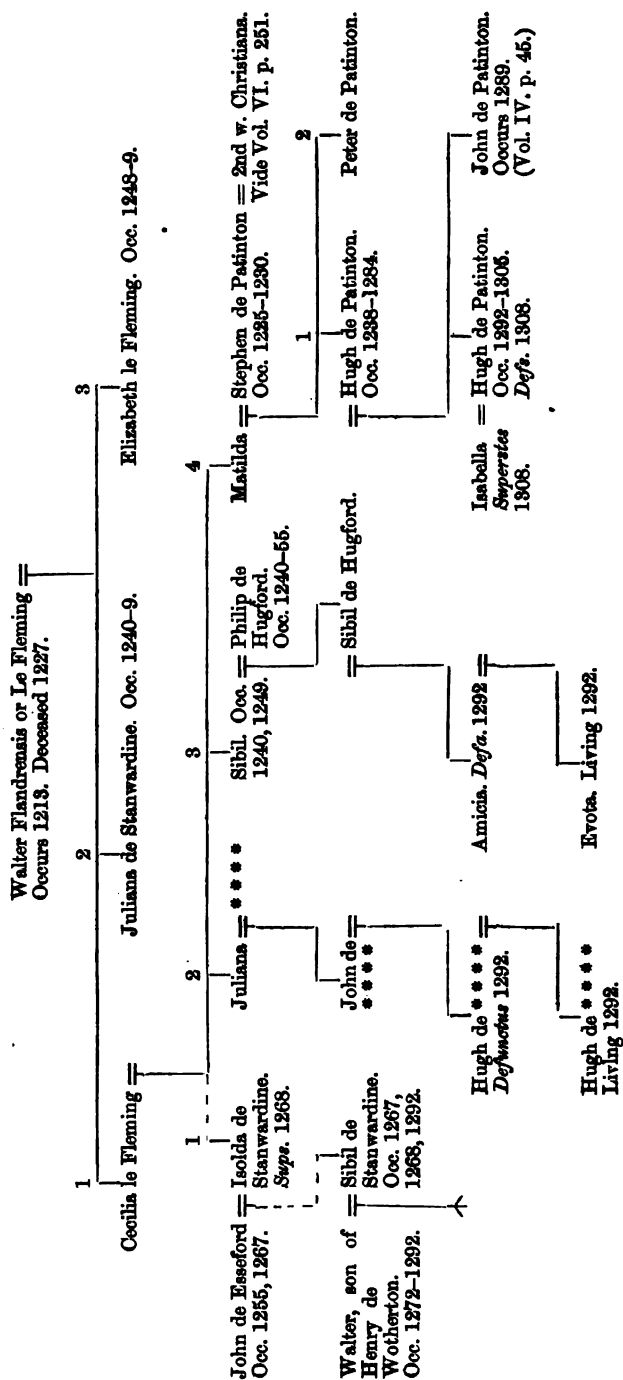 Walter Flandrensis or Le Fleming =
Occurs 1213. Deceased 1227.
1
2
3
Cecilia le Fleming =
Juliana de Stanwardine. Occ. 1240-9.
Elizabeth le Fleming. Occ. 1248-9.
1
2
3
4
John de Esseford = Isolda de
Occ. 1255, 1267. Stanwardine.
Sups. 1268.
Juliana = * * * *
Sibil. Occ. = Philip de
1240, 1249. Hugford.
Occ. 1240-55.
Matilda = Stephen de Patinton = 2nd w. Christiana.
Occ. 1225-1230. Vide Vol. VI. p. 251.
1
2
Walter, son of = Sibil de
Henry de Stanwardine.
Wotherton. Occ. 1267,
Occ. 1272-1292. 1268, 1292.
John de =
* * * *
= Sibil de Hugford.
= Hugh de Patinton.
Occ. 1238-1284.
Peter de Patinton.
Hugh de * * * * =
Defunctus 1292.
Amicia. Defa. 1292 =
Isabella = Hugh de Patinton.
Superstes Occ. 1292-1305.
1308. Defs. 1308.
John de Patinton.
Occurs 1289.
(Vol. IV. p. 45.)
Hugh de * * * *
Living 1292.
Evota. Living 1292.